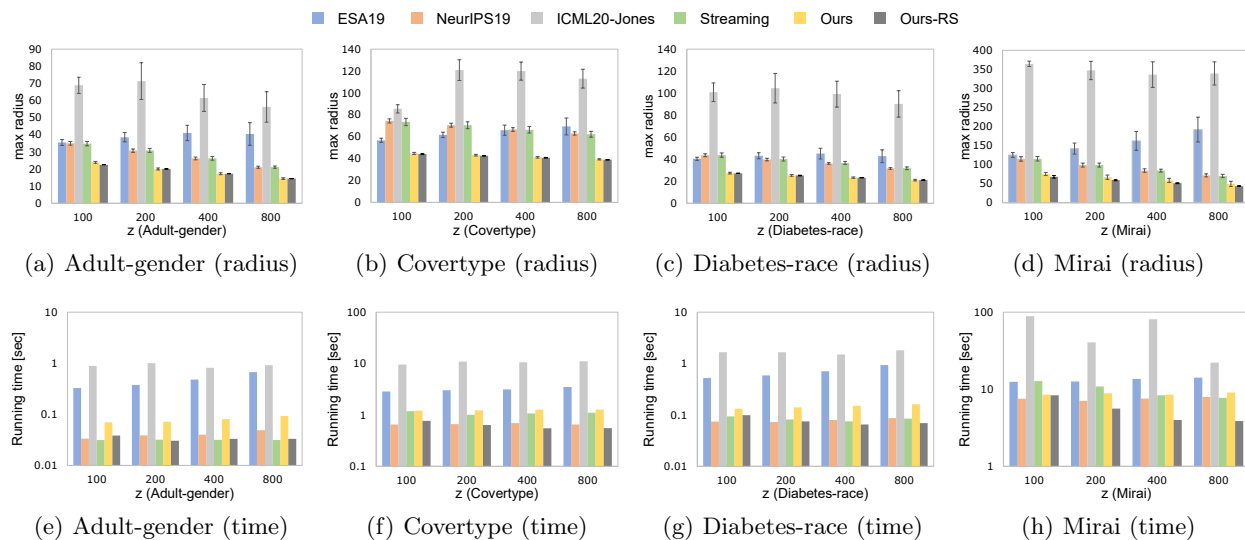 ESA19 NeurIPS19 ICML20-Jones Streaming Ours Ours-RS
max radius
90
80
70
60
50
40
30
20
10
0
100 200 400 800
z (Adult-gender)
(a) Adult-gender (radius)
max radius
140
120
100
80
60
40
20
0
100 200 400 800
z (Covertype)
(b) Covertype (radius)
max radius
140
120
100
80
60
40
20
0
100 200 400 800
z (Diabetes-race)
(c) Diabetes-race (radius)
max radius
400
350
300
250
200
150
100
50
0
100 200 400 800
z (Mirai)
(d) Mirai (radius)
Running time [sec]
10
1
0.1
0.01
100 200 400 800
z (Adult-gender)
(e) Adult-gender (time)
Running time [sec]
100
10
1
0.1
100 200 400 800
z (Covertype)
(f) Covertype (time)
Running time [sec]
10
1
0.1
0.01
100 200 400 800
z (Diabetes-race)
(g) Diabetes-race (time)
Running time [sec]
100
10
1
100 200 400 800
z (Mirai)
(h) Mirai (time)